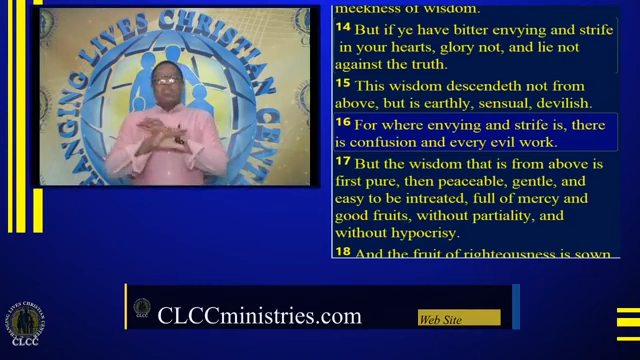 CHANGING LIVES CHRISTIAN CENTER
meekness of wisdom.
14 But if ye have bitter envying and strife
in your hearts, glory not, and lie not
against the truth.
15 This wisdom descendeth not from
above, but is earthly, sensual, devilish.
16 For where envying and strife is, there
is confusion and every evil work.
17 But the wisdom that is from above is
first pure, then peaceable, gentle, and
easy to be intreated, full of mercy and
good fruits, without partiality, and
without hypocrisy.
18 And the fruit of righteousness is sown
CLCCministries.com
Web Site
CHANGING LIVES CHRISTIAN CENTER
CLCC